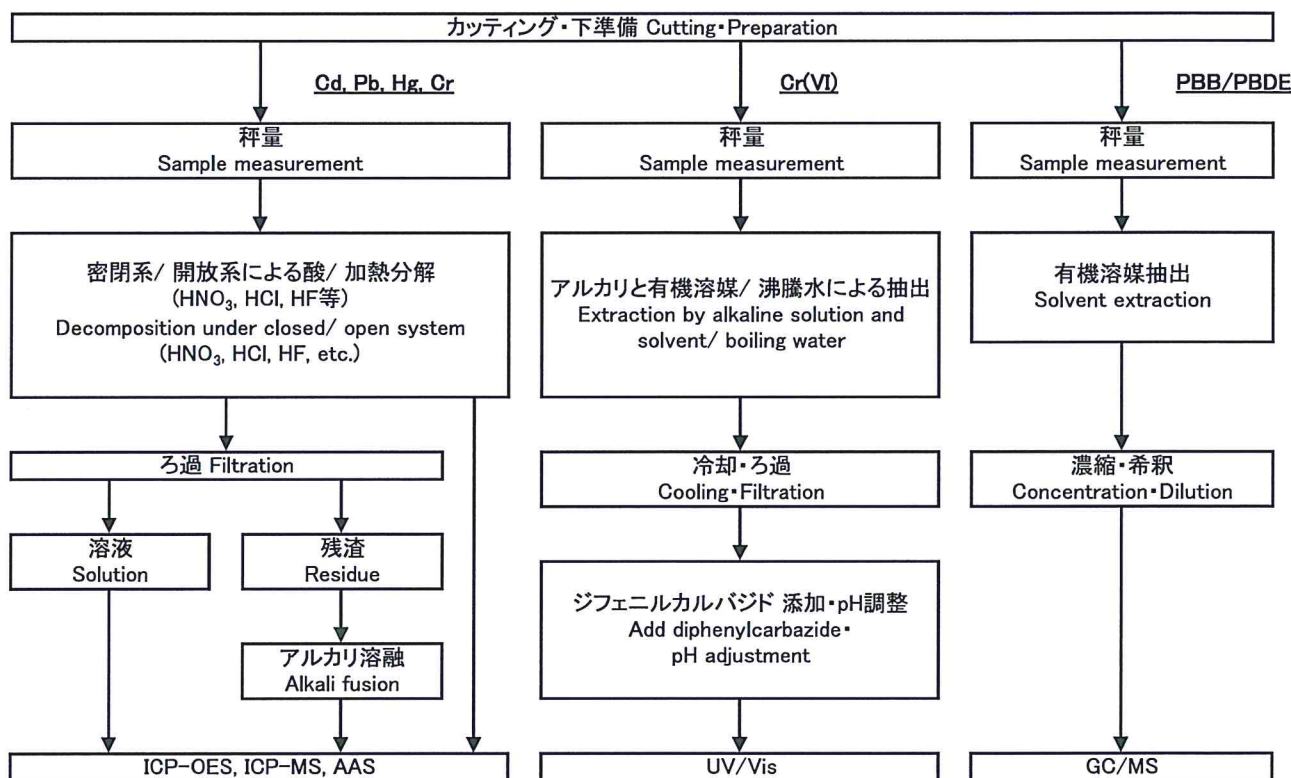 カッティング・下準備 Cutting・Preparation
Cd, Pb, Hg, Cr
Cr(VI)
PBB/PBDE
秤量
Sample measurement
秤量
Sample measurement
秤量
Sample measurement
密閉系/ 開放系による酸/ 加熱分解
(HNO₃, HCl, HF等)
Decomposition under closed/ open system
(HNO₃, HCl, HF, etc.)
アルカリと有機溶媒/ 沸騰水による抽出
Extraction by alkaline solution and
solvent/ boiling water
有機溶媒抽出
Solvent extraction
ろ過 Filtration
冷却・ろ過
Cooling・Filtration
濃縮・希釈
Concentration・Dilution
溶液
Solution
残渣
Residue
ジフェニルカルバジド 添加・pH調整
Add diphenylcarbazide・
pH adjustment
アルカリ溶融
Alkali fusion
ICP-OES, ICP-MS, AAS
UV/Vis
GC/MS